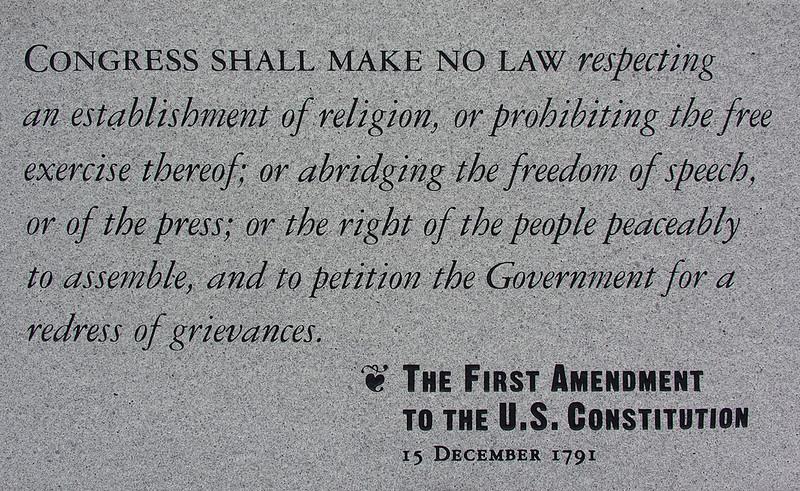 CONGRESS SHALL MAKE NO LAW respecting
an establishment of religion, or prohibiting the free
exercise thereof; or abridging the freedom of speech,
or of the press; or the right of the people peaceably
to assemble, and to petition the Government for a
redress of grievances.
❦ THE FIRST AMENDMENT
TO THE U.S. CONSTITUTION
15 DECEMBER 1791